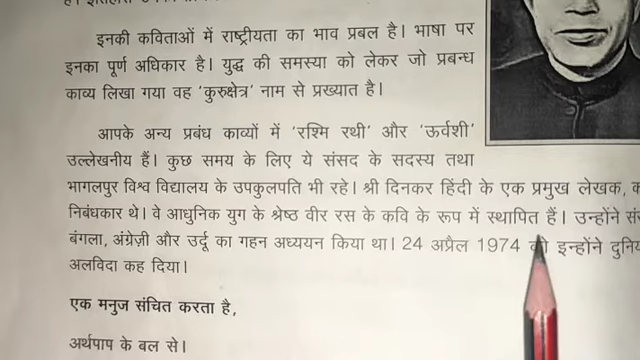 इनकी कविताओं में राष्ट्रीयता का भाव प्रबल है। भाषा पर
इनका पूर्ण अधिकार है। युद्ध की समस्या को लेकर जो प्रबन्ध
काव्य लिखा गया वह 'कुरुक्षेत्र' नाम से प्रख्यात है।
आपके अन्य प्रबंध काव्यों में 'रश्मि रथी' और 'ऊर्वशी'
उल्लेखनीय हैं। कुछ समय के लिए ये संसद के सदस्य तथा
भागलपुर विश्व विद्यालय के उपकुलपति भी रहे। श्री दिनकर हिंदी के एक प्रमुख लेखक,
निबंधकार थे। वे आधुनिक युग के श्रेष्ठ वीर रस के कवि के रूप में स्थापित हैं। उन्होंने
बंगला, अंग्रेज़ी और उर्दू का गहन अध्ययन किया था। 24 अप्रैल 1974 को इन्होंने
अलविदा कह दिया।
एक मनुज संचित करता है,
अर्थपाप के बल से।